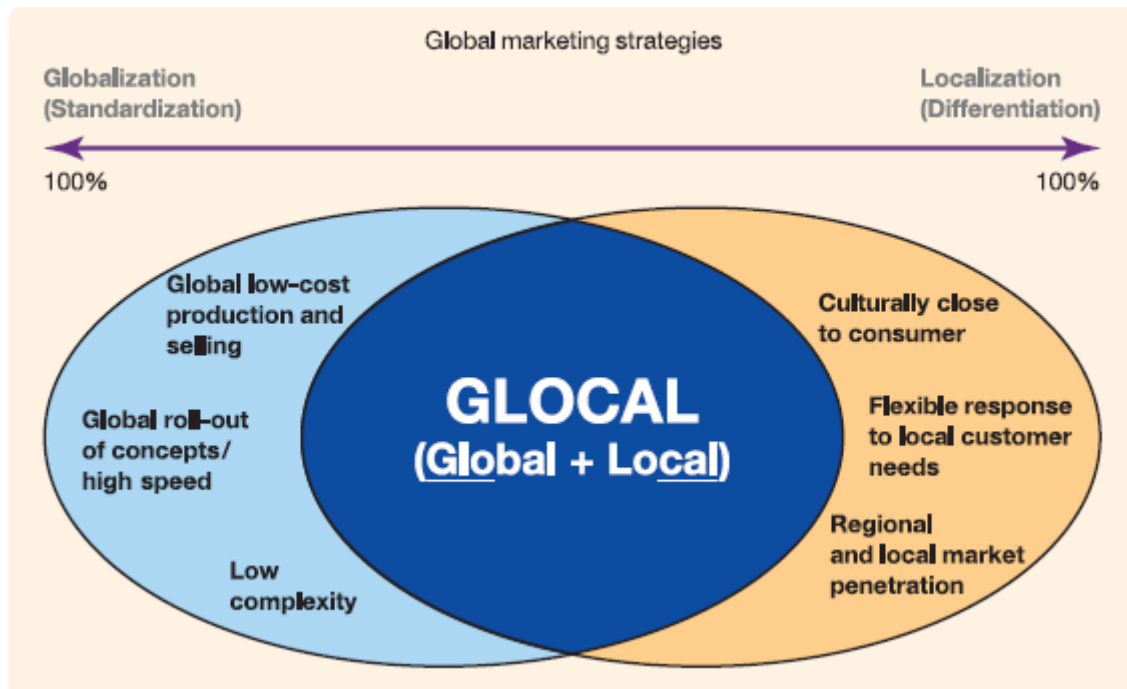 Global marketing strategies
Globalization
(Standardization)
Localization
(Differentiation)
100%
100%
Global low-cost
production and
selling
Global roll-out
of concepts/
high speed
Low
complexity
GLOCAL
(Global + Local)
Culturally close
to consumer
Flexible response
to local customer
needs
Regional
and local market
penetration